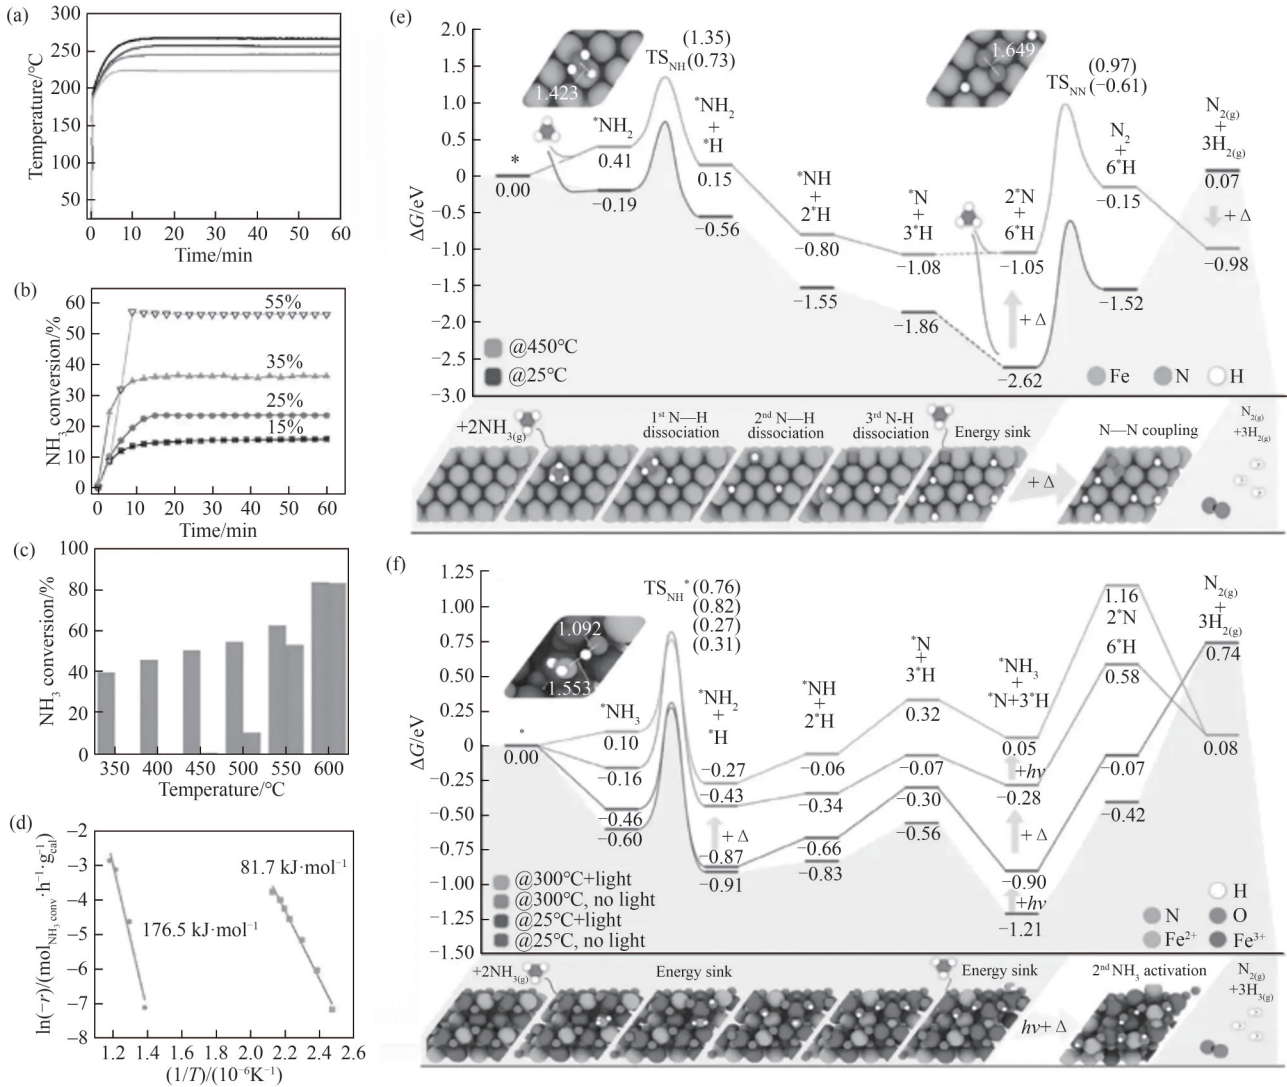 (a)
300
250
200
150
100
50
Temperature/°C
0 10 20 30 40 50 60
Time/min
(b)
60
50
40
30
20
10
0
NH3 conversion/%
55%
35%
25%
15%
0 10 20 30 40 50 60
Time/min
(c)
100
80
60
40
20
0
NH3 conversion/%
350 400 450 500 550 600
Temperature/°C
(d)
−2
−3
−4
−5
−6
−7
−8
ln(−r)/(molNH3 conv·h−1·g−1cal)
81.7 kJ·mol−1
176.5 kJ·mol−1
1.2 1.4 1.6 1.8 2.0 2.2 2.4 2.6
(1/T)/(10−6K−1)
(e)
2.0
1.5
1.0
0.5
0
−0.5
−1.0
−1.5
−2.0
−2.5
−3.0
ΔG/eV
1.423
1.649
(1.35)
TSNH(0.73)
(0.97)
TSNN(−0.61)
*
0.00
*NH2
0.41
−0.19
*NH2
+
*H
0.15
−0.56
*NH
+
2*H
−0.80
−1.55
*N
+
3*H
−1.08
−1.86
2*N
+
6*H
−1.05
+Δ
−2.62
N2
+
6*H
−0.15
−1.52
N2(g)
+
3H2(g)
0.07
+Δ
−0.98
@450°C
@25°C
Fe N H
+2NH3(g)
1st N—H
dissociation
2nd N—H
dissociation
3rd N-H
dissociation
Energy sink
+Δ
N—N coupling
N2(g)
+3H2(g)
(f)
1.25
1.00
0.75
0.50
0.25
0
−0.25
−0.50
−0.75
−1.00
−1.25
−1.50
ΔG/eV
1.092
1.553
TSNH*(0.76)
(0.82)
(0.27)
(0.31)
*
0.00
*NH3
0.10
−0.16
−0.46
−0.60
*NH2
+
*H
−0.27
−0.43
+Δ
−0.87
−0.91
*NH
+
2*H
−0.06
−0.34
−0.66
−0.83
*N
+
3*H
0.32
−0.07
−0.30
−0.56
*NH3
+
*N+3*H
0.05
+hv
−0.28
+Δ
−0.90
+hv
−1.21
1.16
2*N
6*H
0.58
−0.07
−0.42
N2(g)
+
3H2(g)
0.74
0.08
@300°C+light
@300°C, no light
@25°C+light
@25°C, no light
H
N O
Fe2+ Fe3+
+2NH3(g)
Energy sink
Energy sink
hv+Δ
2nd NH3 activation
N2(g)
+3H3(g)